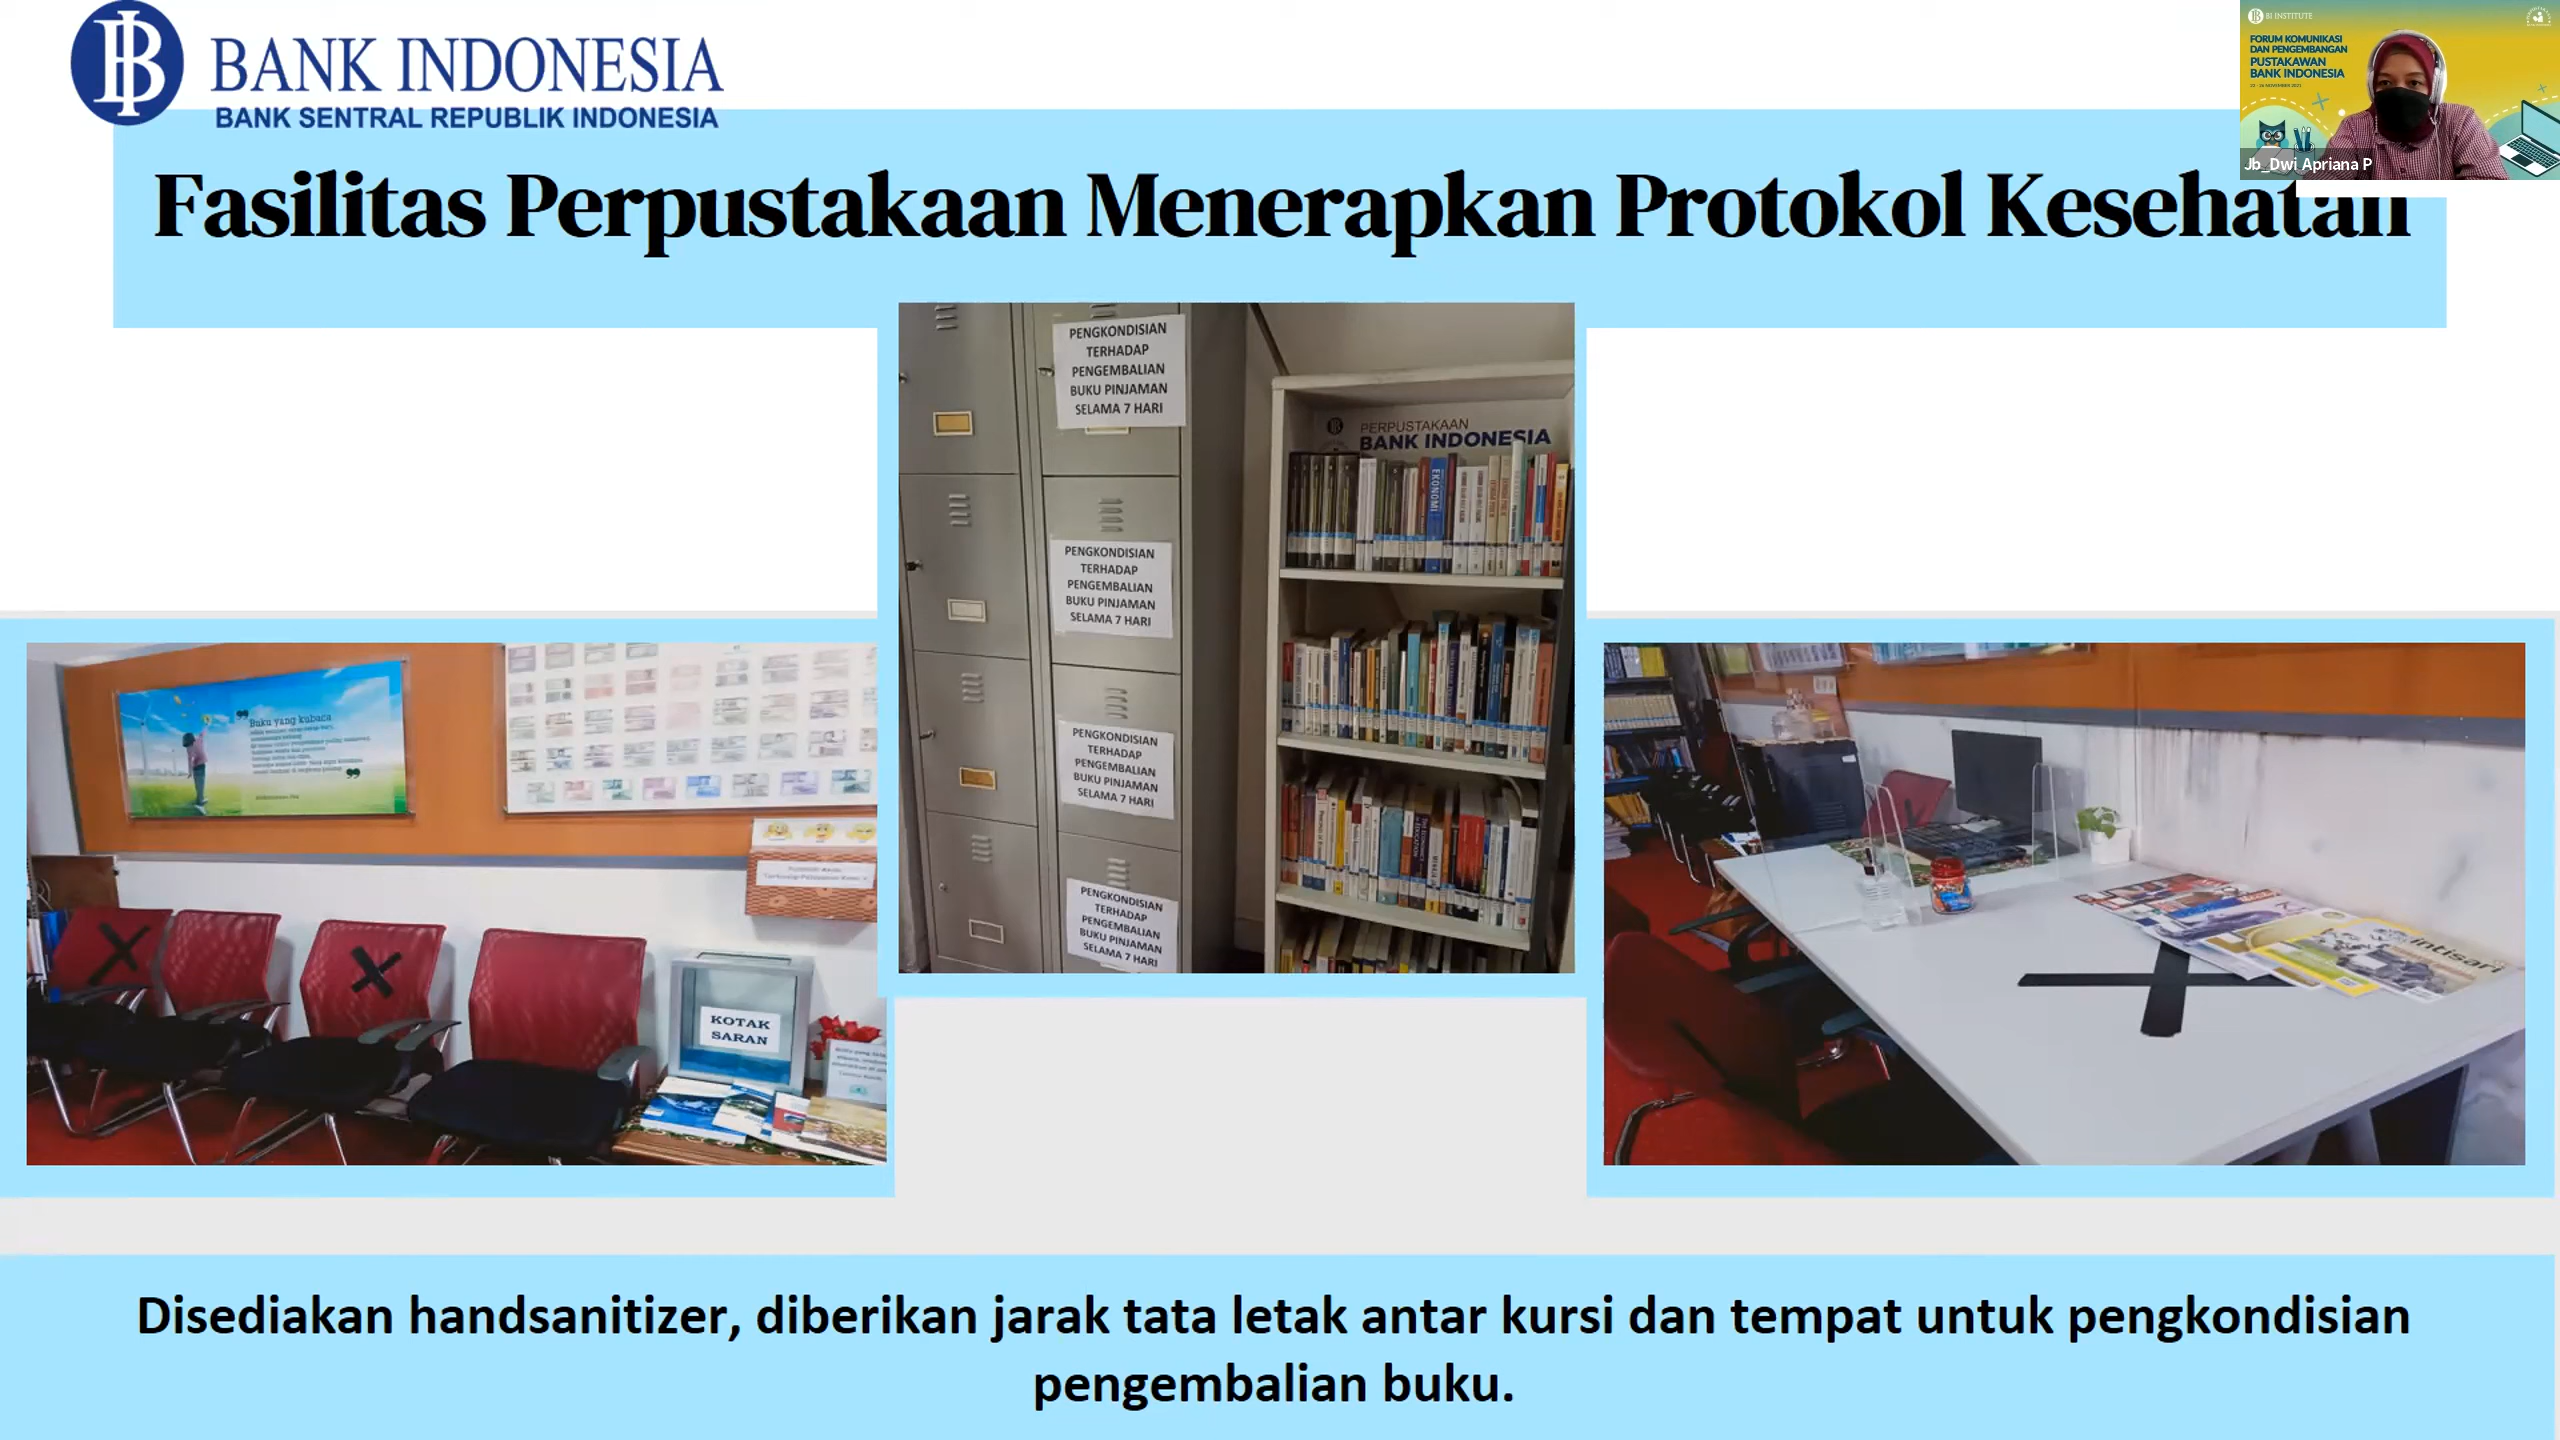 BANK INDONESIA
BANK SENTRAL REPUBLIK INDONESIA
BI INSTITUTE
FORUM KOMUNIKASI
DAN PENGEMBANGAN
PUSTAKAWAN
BANK INDONESIA
Jb_Dwi Apriana P
Fasilitas Perpustakaan Menerapkan Protokol Kesehatan
PENGKONDISIAN
TERHADAP
PENGEMBALIAN
BUKU PINJAMAN
SELAMA 7 HARI
PENGKONDISIAN
TERHADAP
PENGEMBALIAN
BUKU PINJAMAN
SELAMA 7 HARI
PENGKONDISIAN
TERHADAP
PENGEMBALIAN
BUKU PINJAMAN
SELAMA 7 HARI
PENGKONDISIAN
TERHADAP
PENGEMBALIAN
BUKU PINJAMAN
SELAMA 7 HARI
PERPUSTAKAAN
BANK INDONESIA
EKONOMI
Buku yang kubaca
KOTAK
SARAN
intisari
Disediakan handsanitizer, diberikan jarak tata letak antar kursi dan tempat untuk pengkondisian
pengembalian buku.